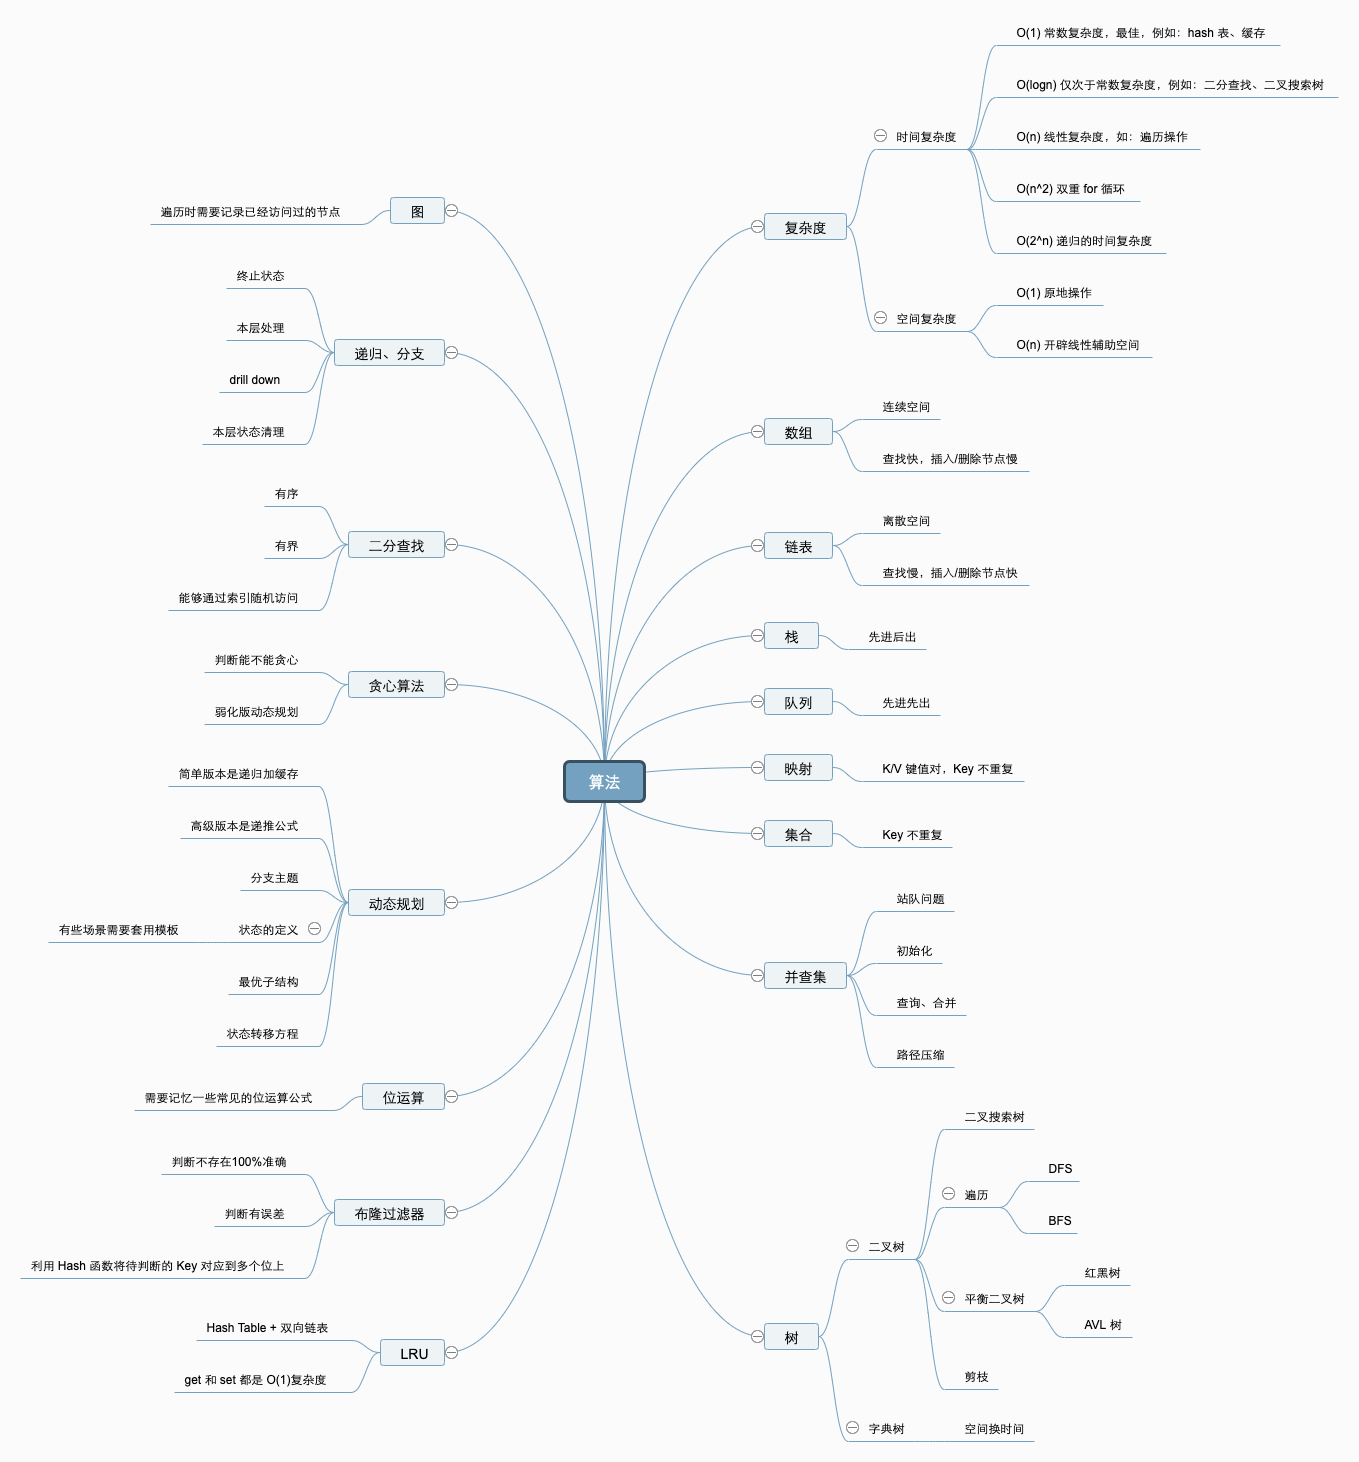 算法
复杂度
时间复杂度
O(1) 常数复杂度，最佳，例如：hash 表、缓存
O(logn) 仅次于常数复杂度，例如：二分查找、二叉搜索树
O(n) 线性复杂度，如：遍历操作
O(n^2) 双重 for 循环
O(2^n) 递归的时间复杂度
空间复杂度
O(1) 原地操作
O(n) 开辟线性辅助空间
数组
连续空间
查找快，插入/删除节点慢
链表
离散空间
查找慢，插入/删除节点快
栈
先进后出
队列
先进先出
映射
K/V 键值对，Key 不重复
集合
Key 不重复
并查集
站队问题
初始化
查询、合并
路径压缩
树
二叉树
二叉搜索树
遍历
DFS
BFS
平衡二叉树
红黑树
AVL 树
剪枝
字典树
空间换时间
图
遍历时需要记录已经访问过的节点
递归、分支
终止状态
本层处理
drill down
本层状态清理
二分查找
有序
有界
能够通过索引随机访问
贪心算法
判断能不能贪心
弱化版动态规划
动态规划
简单版本是递归加缓存
高级版本是递推公式
分支主题
状态的定义
有些场景需要套用模板
最优子结构
状态转移方程
位运算
需要记忆一些常见的位运算公式
布隆过滤器
判断不存在100%准确
判断有误差
利用 Hash 函数将待判断的 Key 对应到多个位上
LRU
Hash Table + 双向链表
get 和 set 都是 O(1)复杂度